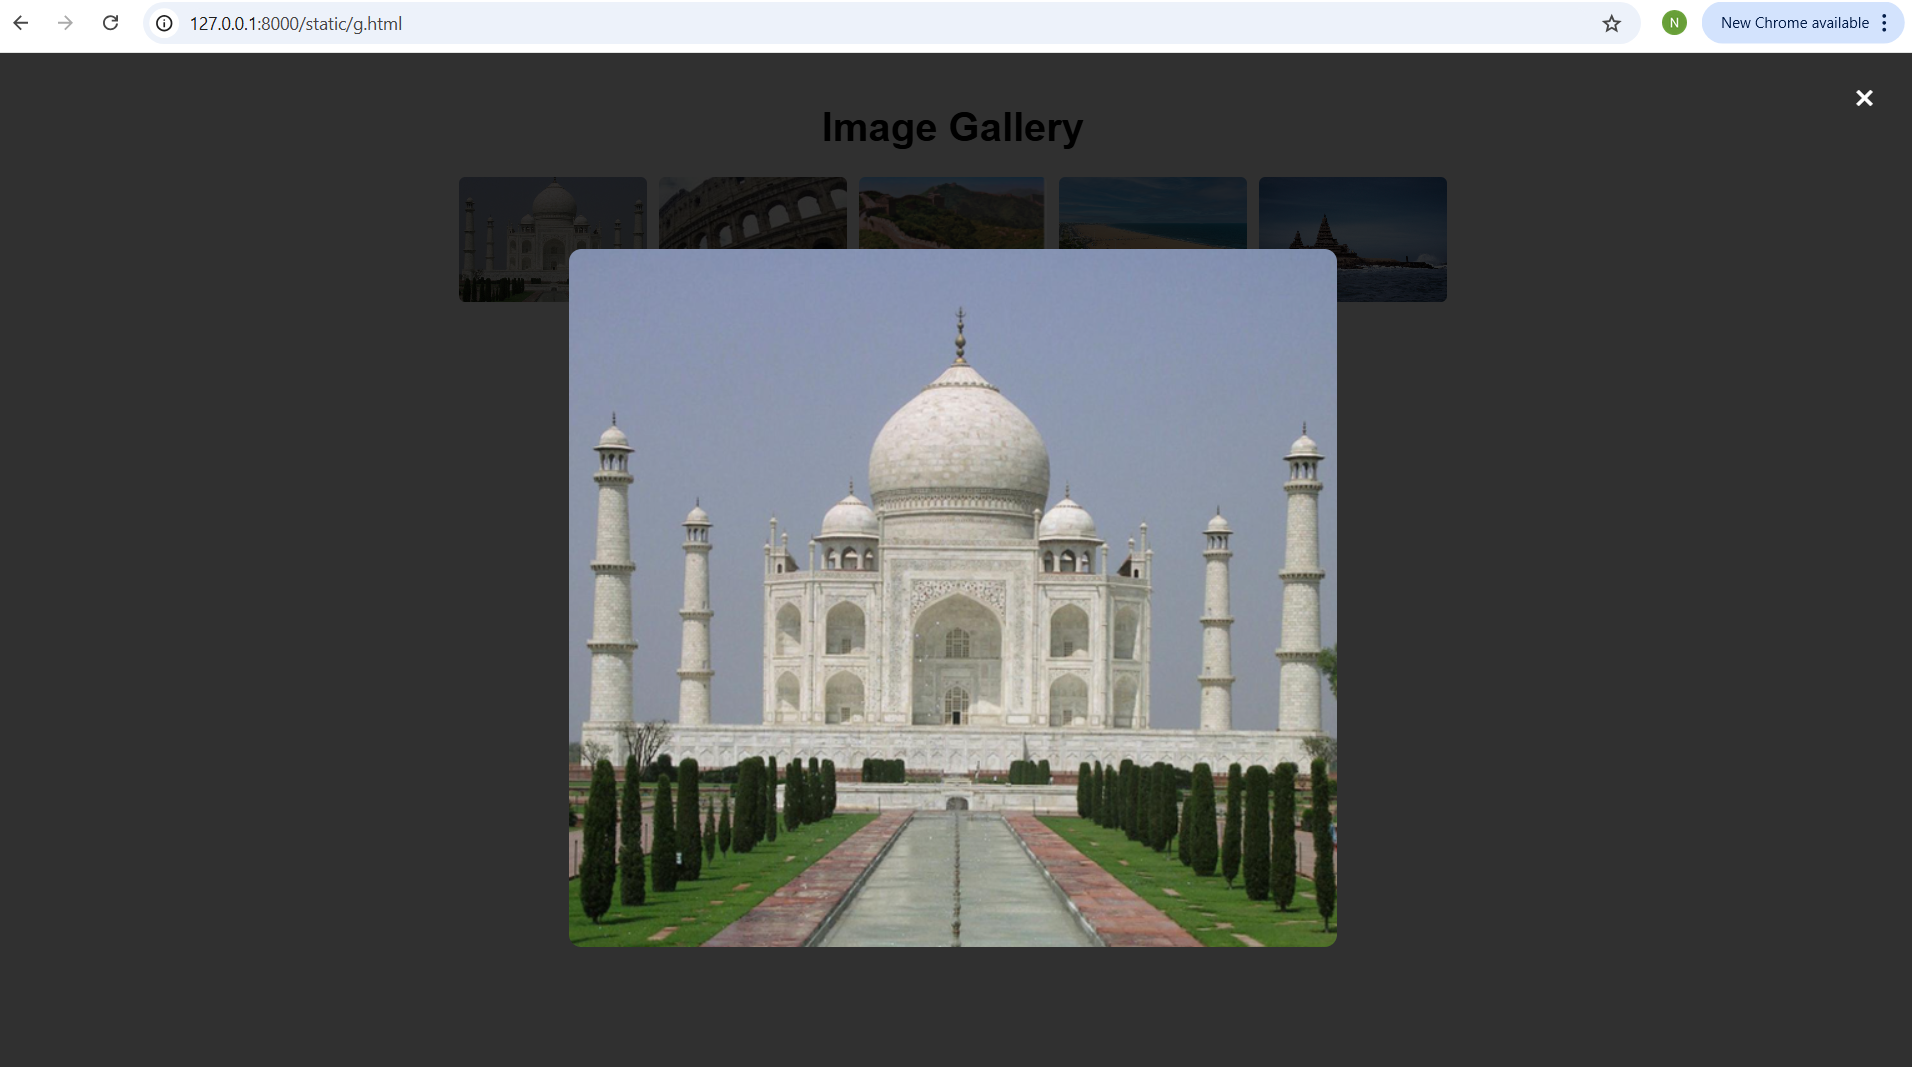 127.0.0.1:8000/static/g.html
N
New Chrome available
×
Image Gallery